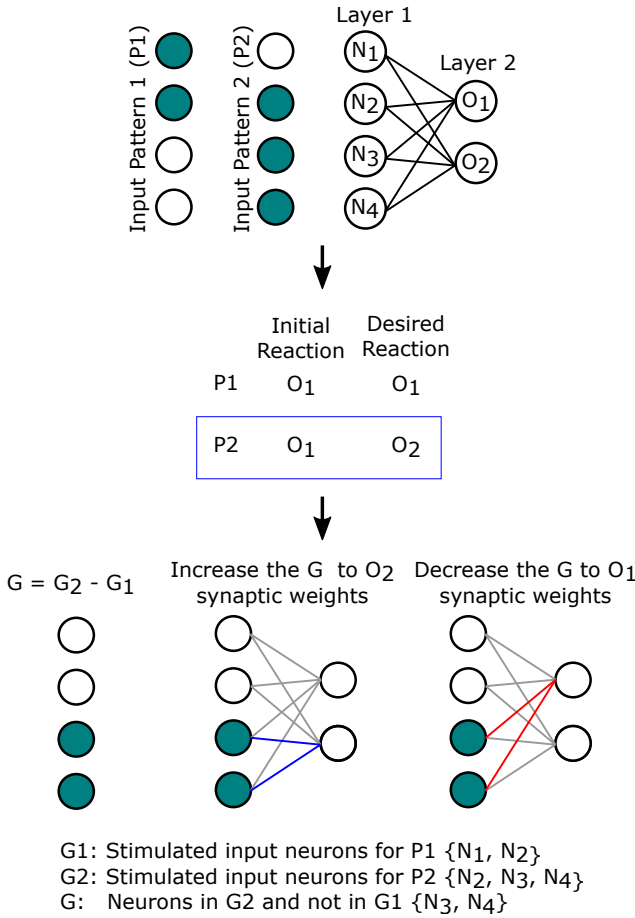 Input Pattern 1 (P1)
Input Pattern 2 (P2)
Layer 1
Layer 2
N1
N2
N3
N4
O1
O2
Initial Reaction
Desired Reaction
P1 O1 O1
P2 O1 O2
G = G2 - G1
Increase the G to O2
synaptic weights
Decrease the G to O1
synaptic weights
G1: Stimulated input neurons for P1 {N1, N2}
G2: Stimulated input neurons for P2 {N2, N3, N4}
G: Neurons in G2 and not in G1 {N3, N4}